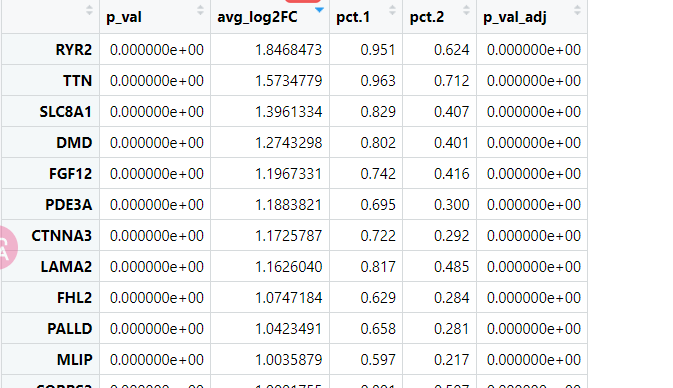 p_val avg_log2FC pct.1 pct.2 p_val_adj
RYR2 0.000000e+00 1.8468473 0.951 0.624 0.000000e+00
TTN 0.000000e+00 1.5734779 0.963 0.712 0.000000e+00
SLC8A1 0.000000e+00 1.3961334 0.829 0.407 0.000000e+00
DMD 0.000000e+00 1.2743298 0.802 0.401 0.000000e+00
FGF12 0.000000e+00 1.1967331 0.742 0.416 0.000000e+00
PDE3A 0.000000e+00 1.1883821 0.695 0.300 0.000000e+00
CTNNA3 0.000000e+00 1.1725787 0.722 0.292 0.000000e+00
LAMA2 0.000000e+00 1.1626040 0.817 0.485 0.000000e+00
FHL2 0.000000e+00 1.0747184 0.629 0.284 0.000000e+00
PALLD 0.000000e+00 1.0423491 0.658 0.281 0.000000e+00
MLIP 0.000000e+00 1.0035879 0.597 0.217 0.000000e+00